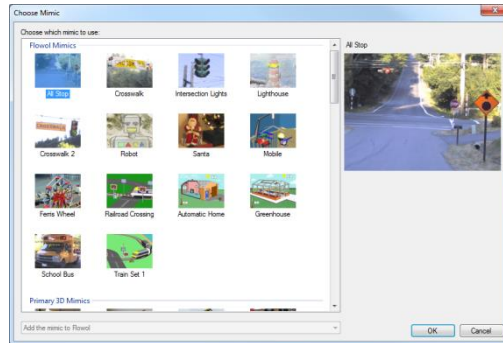 Choose Mimic
Choose which mimic to use:
Flowol Mimics
All Stop
All Stop
Crosswalk
Intersection Lights
Lighthouse
Crosswalk 2
Robot
Santa
Mobile
Ferris Wheel
Railroad Crossing
Automatic Home
Greenhouse
School Bus
Train Set 1
Primary 3D Mimics
Add the mimic to Flowol
OK
Cancel